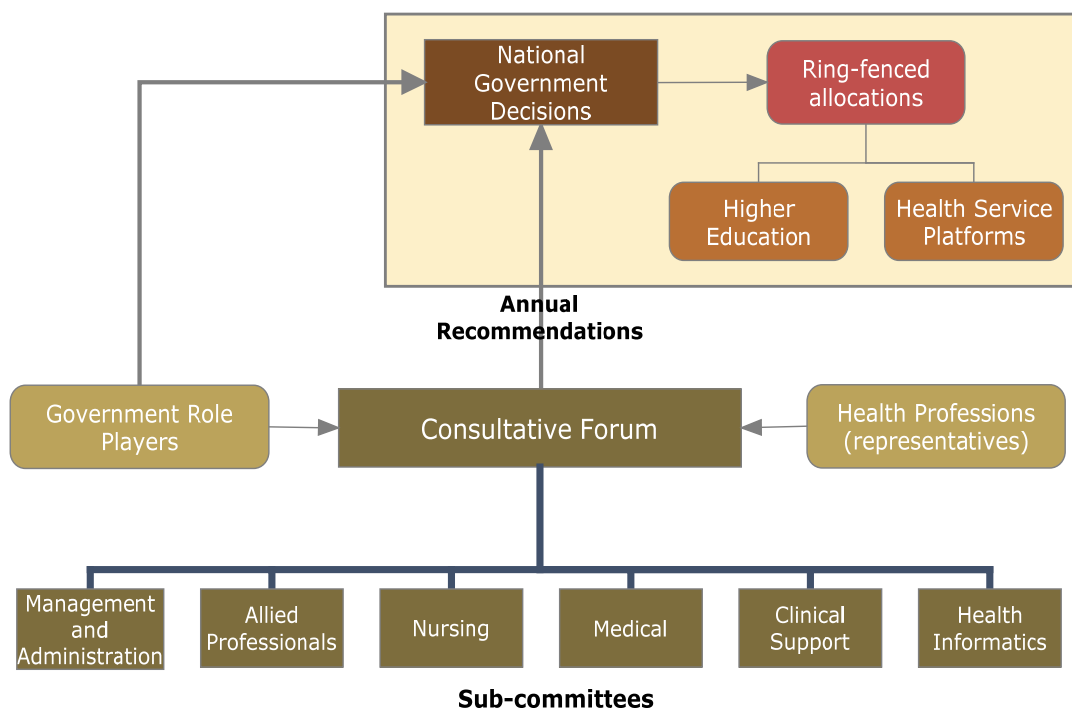 National
Government
Decisions
Ring-fenced
allocations
Higher
Education
Health Service
Platforms
Annual
Recommendations
Government Role
Players
Consultative Forum
Health Professions
(representatives)
Management
and
Administration
Allied
Professionals
Nursing
Medical
Clinical
Support
Health
Informatics
Sub-committees